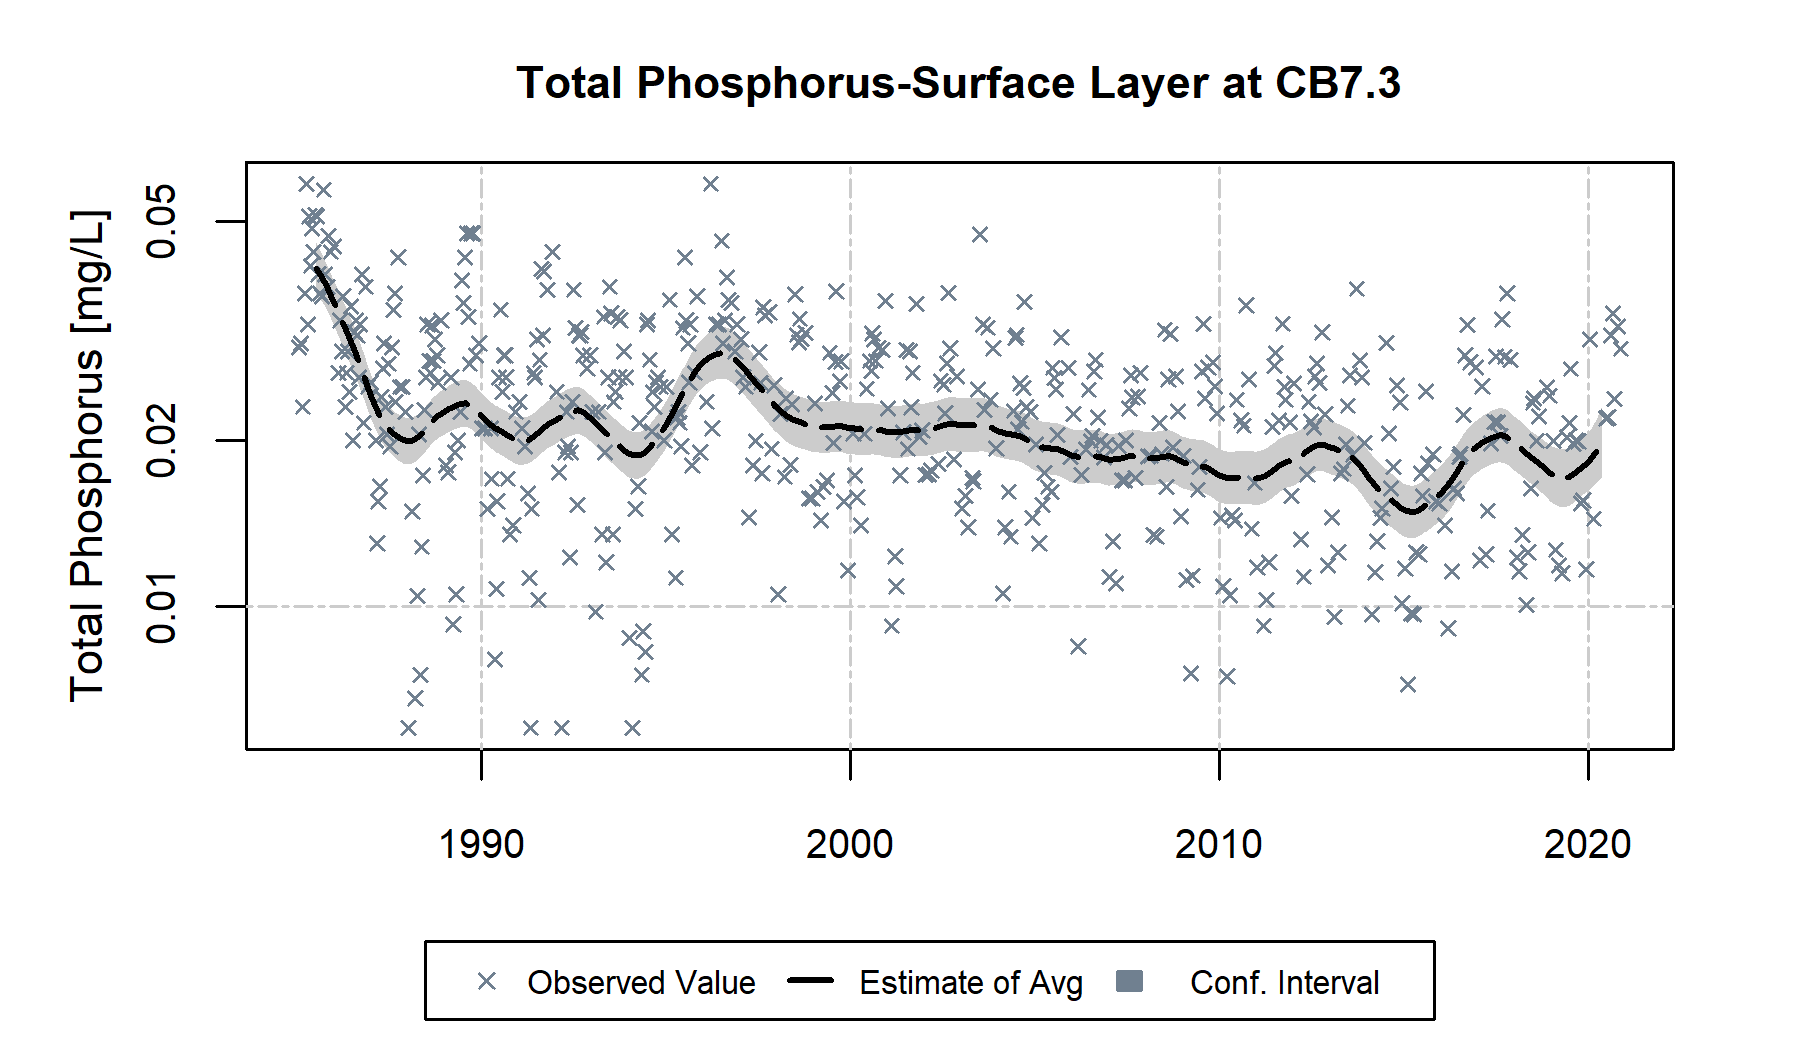 Total Phosphorus-Surface Layer at CB7.3
Total Phosphorus [mg/L]
0.05
0.02
0.01
1990 2000 2010 2020
Observed Value Estimate of Avg Conf. Interval